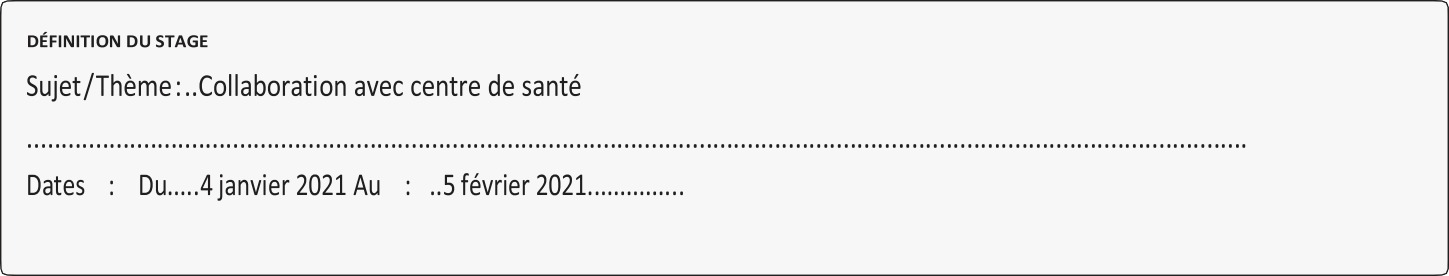 DÉFINITION DU STAGE
Sujet/Thème :..Collaboration avec centre de santé
....................................................................................................................................................................................
Dates : Du.....4 janvier 2021 Au : ..5 février 2021...............